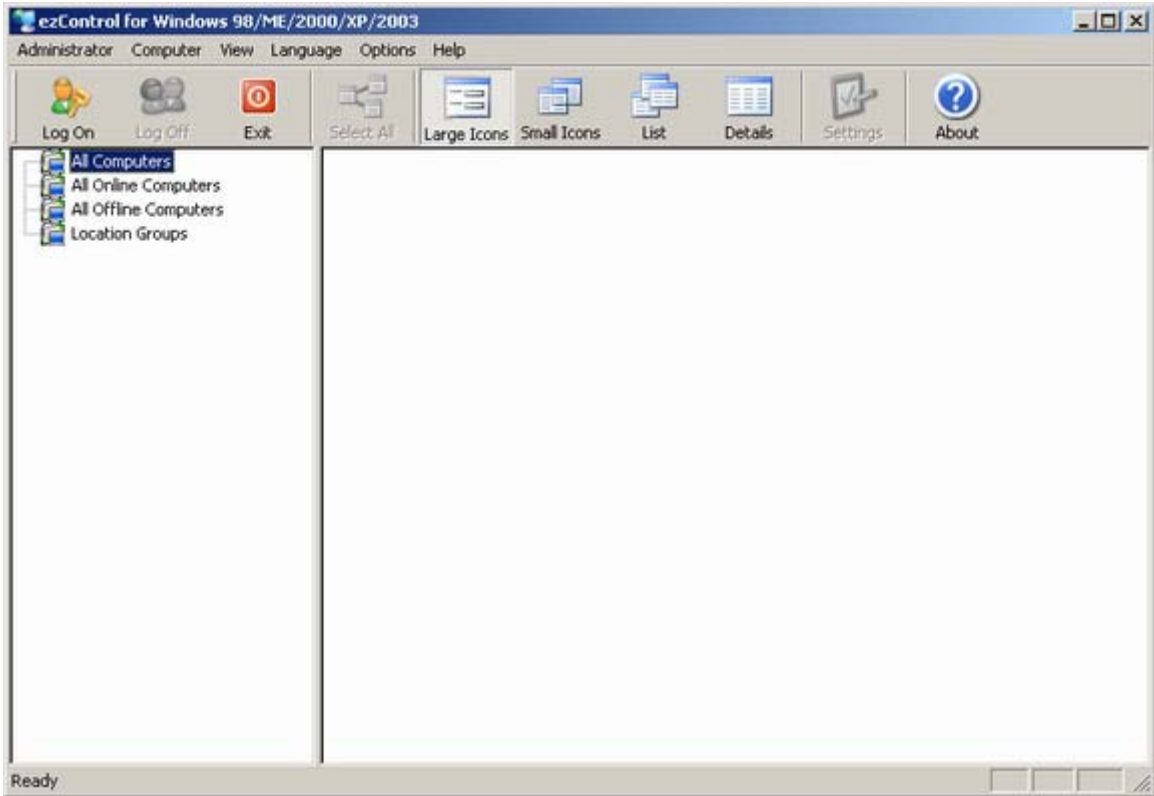 ezControl for Windows 98/ME/2000/XP/2003
Administrator Computer View Language Options Help
Log On Log Off Exit Select All Large Icons Small Icons List Details Settings About
All Computers
All Online Computers
All Offline Computers
Location Groups
Ready